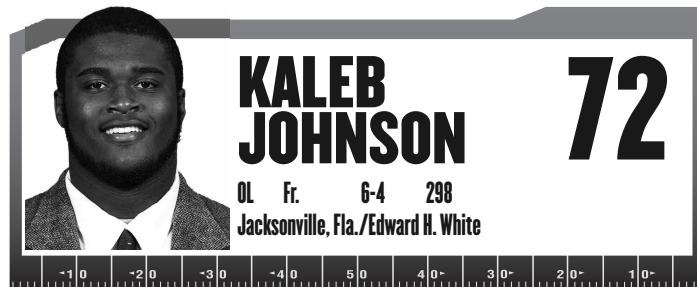 KALEB
JOHNSON
72
OL Fr. 6-4 298
Jacksonville, Fla./Edward H. White
◄10 ◄20 ◄30 ◄40 50 40► 30► 20► 10►